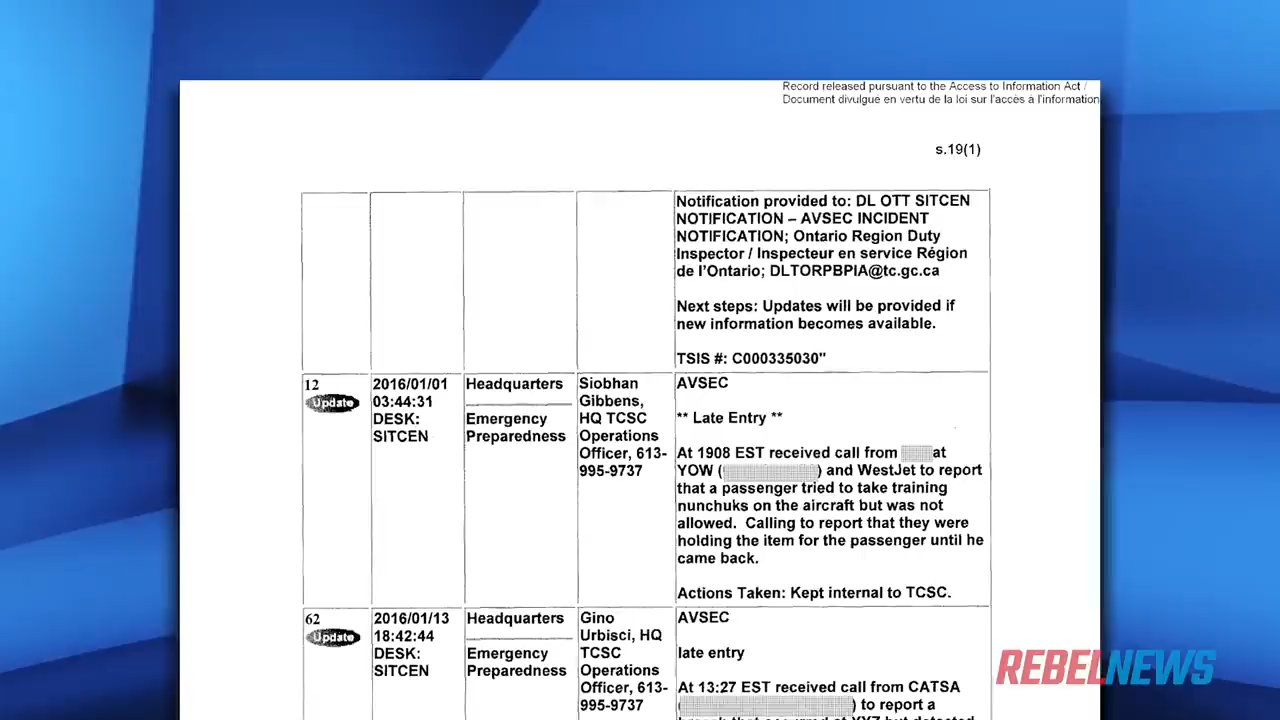 Record released pursuant to the Access to Information Act /
Document divulgue en vertu de la loi sur l'accès à l'information
s.19(1)
Notification provided to: DL OTT SITCEN
NOTIFICATION – AVSEC INCIDENT
NOTIFICATION; Ontario Region Duty
Inspector / Inspecteur en service Région
de l'Ontario; DLTORPBPIA@tc.gc.ca
Next steps: Updates will be provided if
new information becomes available.
TSIS #: C000335030"
12
Update
2016/01/01
03:44:31
DESK:
SITCEN
Headquarters
Emergency
Preparedness
Siobhan
Gibbens,
HQ TCSC
Operations
Officer, 613-
995-9737
AVSEC
** Late Entry **
At 1908 EST received call from at
YOW ( ) and WestJet to report
that a passenger tried to take training
nunchuks on the aircraft but was not
allowed. Calling to report that they were
holding the item for the passenger until he
came back.
Actions Taken: Kept internal to TCSC.
62
Update
2016/01/13
18:42:44
DESK:
SITCEN
Headquarters
Emergency
Preparedness
Gino
Urbisci, HQ
TCSC
Operations
Officer, 613-
995-9737
AVSEC
late entry
At 13:27 EST received call from CATSA
( ) to report a
REBELNEWS